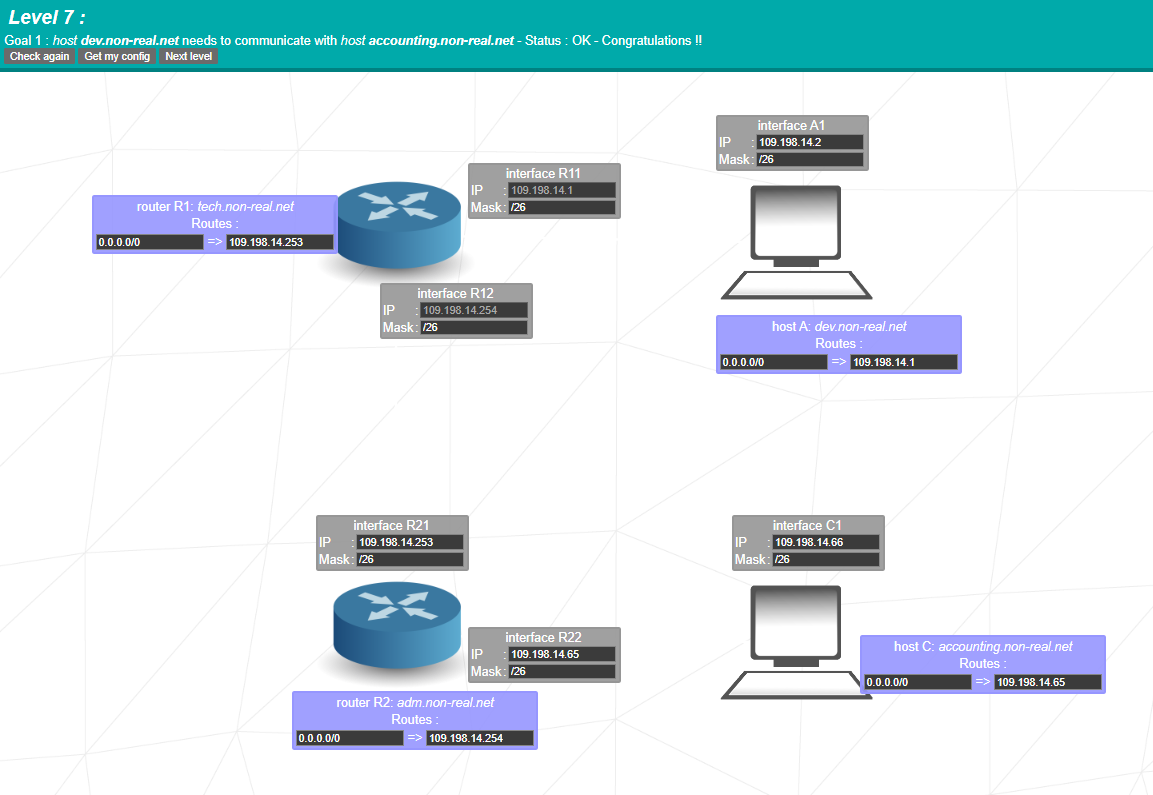 Level 7 :
Goal 1 : host dev.non-real.net needs to communicate with host accounting.non-real.net - Status : OK - Congratulations !!
Check again Get my config Next level
interface A1
IP : 109.198.14.2
Mask : /26
interface R11
IP : 109.198.14.1
Mask : /26
router R1: tech.non-real.net
Routes :
0.0.0.0/0 => 109.198.14.253
interface R12
IP : 109.198.14.254
Mask : /26
host A: dev.non-real.net
Routes :
0.0.0.0/0 => 109.198.14.1
interface R21
IP : 109.198.14.253
Mask : /26
interface C1
IP : 109.198.14.66
Mask : /26
interface R22
IP : 109.198.14.65
Mask : /26
host C: accounting.non-real.net
Routes :
0.0.0.0/0 => 109.198.14.65
router R2: adm.non-real.net
Routes :
0.0.0.0/0 => 109.198.14.254